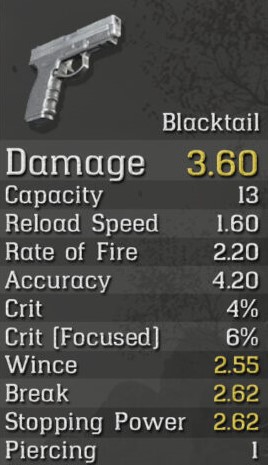 Blacktail
Damage 3.60
Capacity 13
Reload Speed 1.60
Rate of Fire 2.20
Accuracy 4.20
Crit 4%
Crit (Focused) 6%
Wince 2.55
Break 2.62
Stopping Power 2.62
Piercing 1